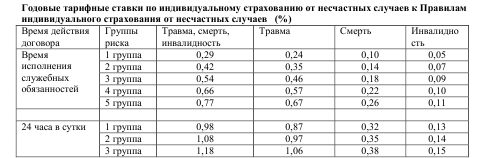 Годовые тарифные ставки по индивидуальному страхованию от несчастных случаев к Правилам
индивидуального страхования от несчастных случаев (%)
Время действия договора | Группы риска | Травма, смерть, инвалидность | Травма | Смерть | Инвалидно сть
Время исполнения служебных обязанностей | 1 группа | 0,29 | 0,24 | 0,10 | 0,05
2 группа | 0,42 | 0,35 | 0,14 | 0,07
3 группа | 0,54 | 0,46 | 0,18 | 0,09
4 группа | 0,66 | 0,57 | 0,22 | 0,10
5 группа | 0,77 | 0,67 | 0,26 | 0,11
24 часа в сутки | 1 группа | 0,98 | 0,87 | 0,32 | 0,13
2 группа | 1,08 | 0,97 | 0,35 | 0,14
3 группа | 1,18 | 1,06 | 0,38 | 0,15